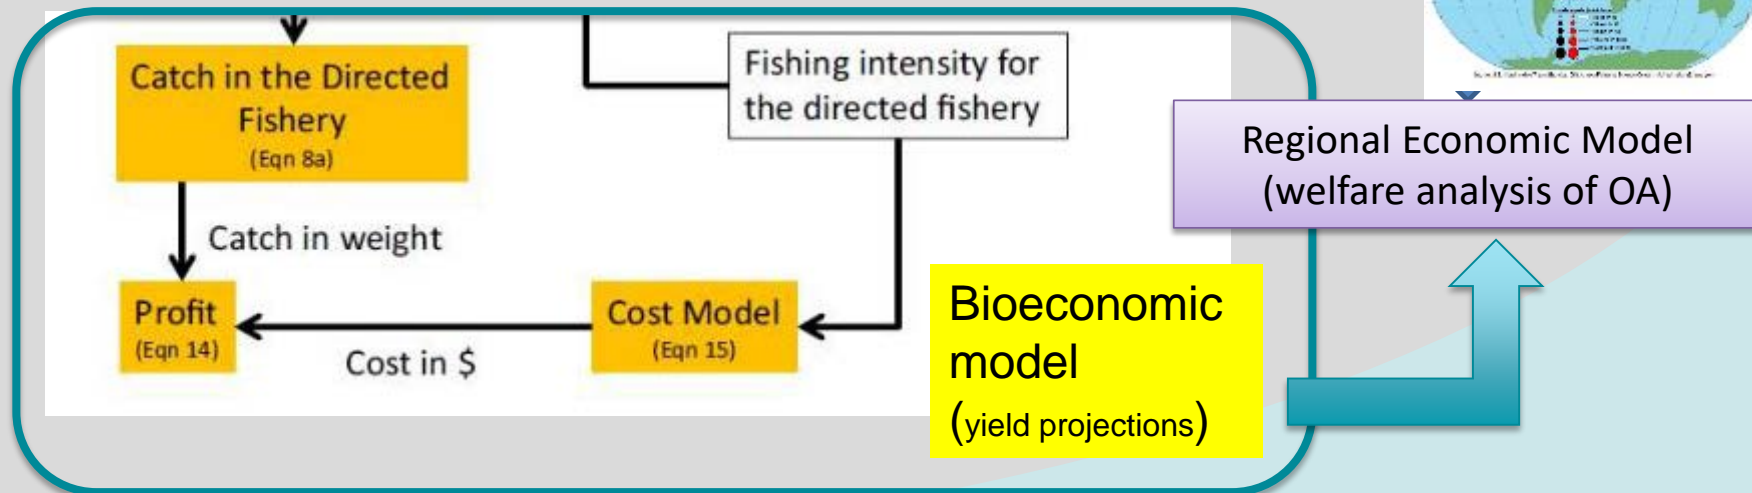 Catch in the Directed
Fishery
(Eqn 8a)
Fishing intensity for
the directed fishery
Regional Economic Model
(welfare analysis of OA)
Catch in weight
Profit
(Eqn 14)
Cost Model
(Eqn 15)
Cost in $
Bioeconomic
model
(yield projections)